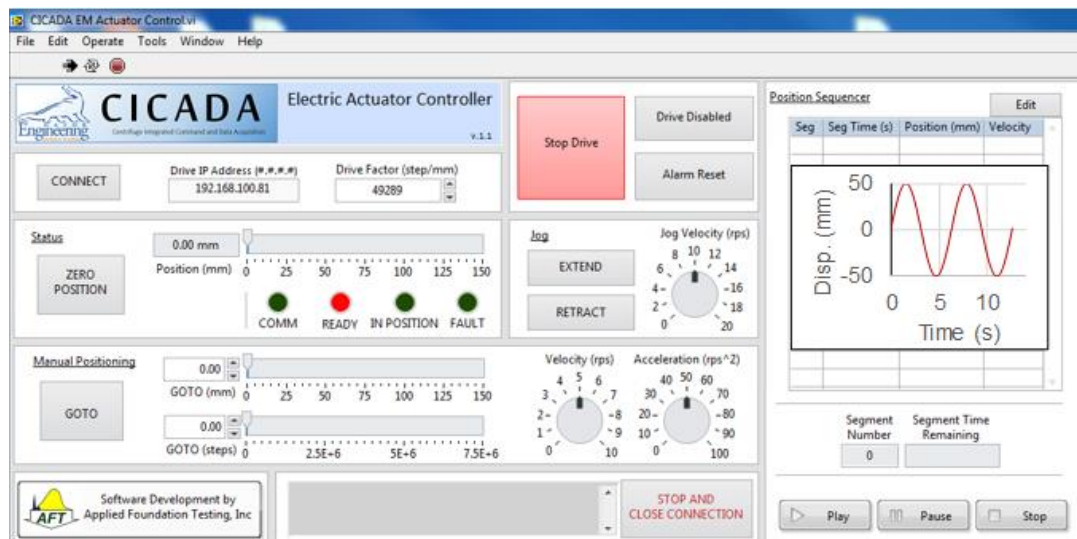 CICADA EM Actuator Control.vi
File Edit Operate Tools Window Help
Engineering
CICADA
Centrifuge Integrated Command and Data Acquisition
Electric Actuator Controller
v.1.1
CONNECT
Drive IP Address (#.#.#.#)
192.168.100.81
Drive Factor (step/mm)
49289
Stop Drive
Drive Disabled
Alarm Reset
Status
ZERO
POSITION
0.00 mm
Position (mm)
0 25 50 75 100 125 150
COMM READY IN POSITION FAULT
Jog
EXTEND
RETRACT
Jog Velocity (rps)
0 2 4 6 8 10 12 14 16 18 20
Manual Positioning
GOTO
0.00
GOTO (mm)
0 25 50 75 100 125 150
0.00
GOTO (steps)
0 2.5E+6 5E+6 7.5E+6
Velocity (rps)
0 1 2 3 4 5 6 7 8 9 10
Acceleration (rps^2)
0 10 20 30 40 50 60 70 80 90 100
AFT
Software Development by
Applied Foundation Testing, Inc
STOP AND
CLOSE CONNECTION
Position Sequencer
Edit
Seg Seg Time (s) Position (mm) Velocity
Disp. (mm)
50
0
-50
0 5 10
Time (s)
Segment
Number
0
Segment Time
Remaining
Play Pause Stop